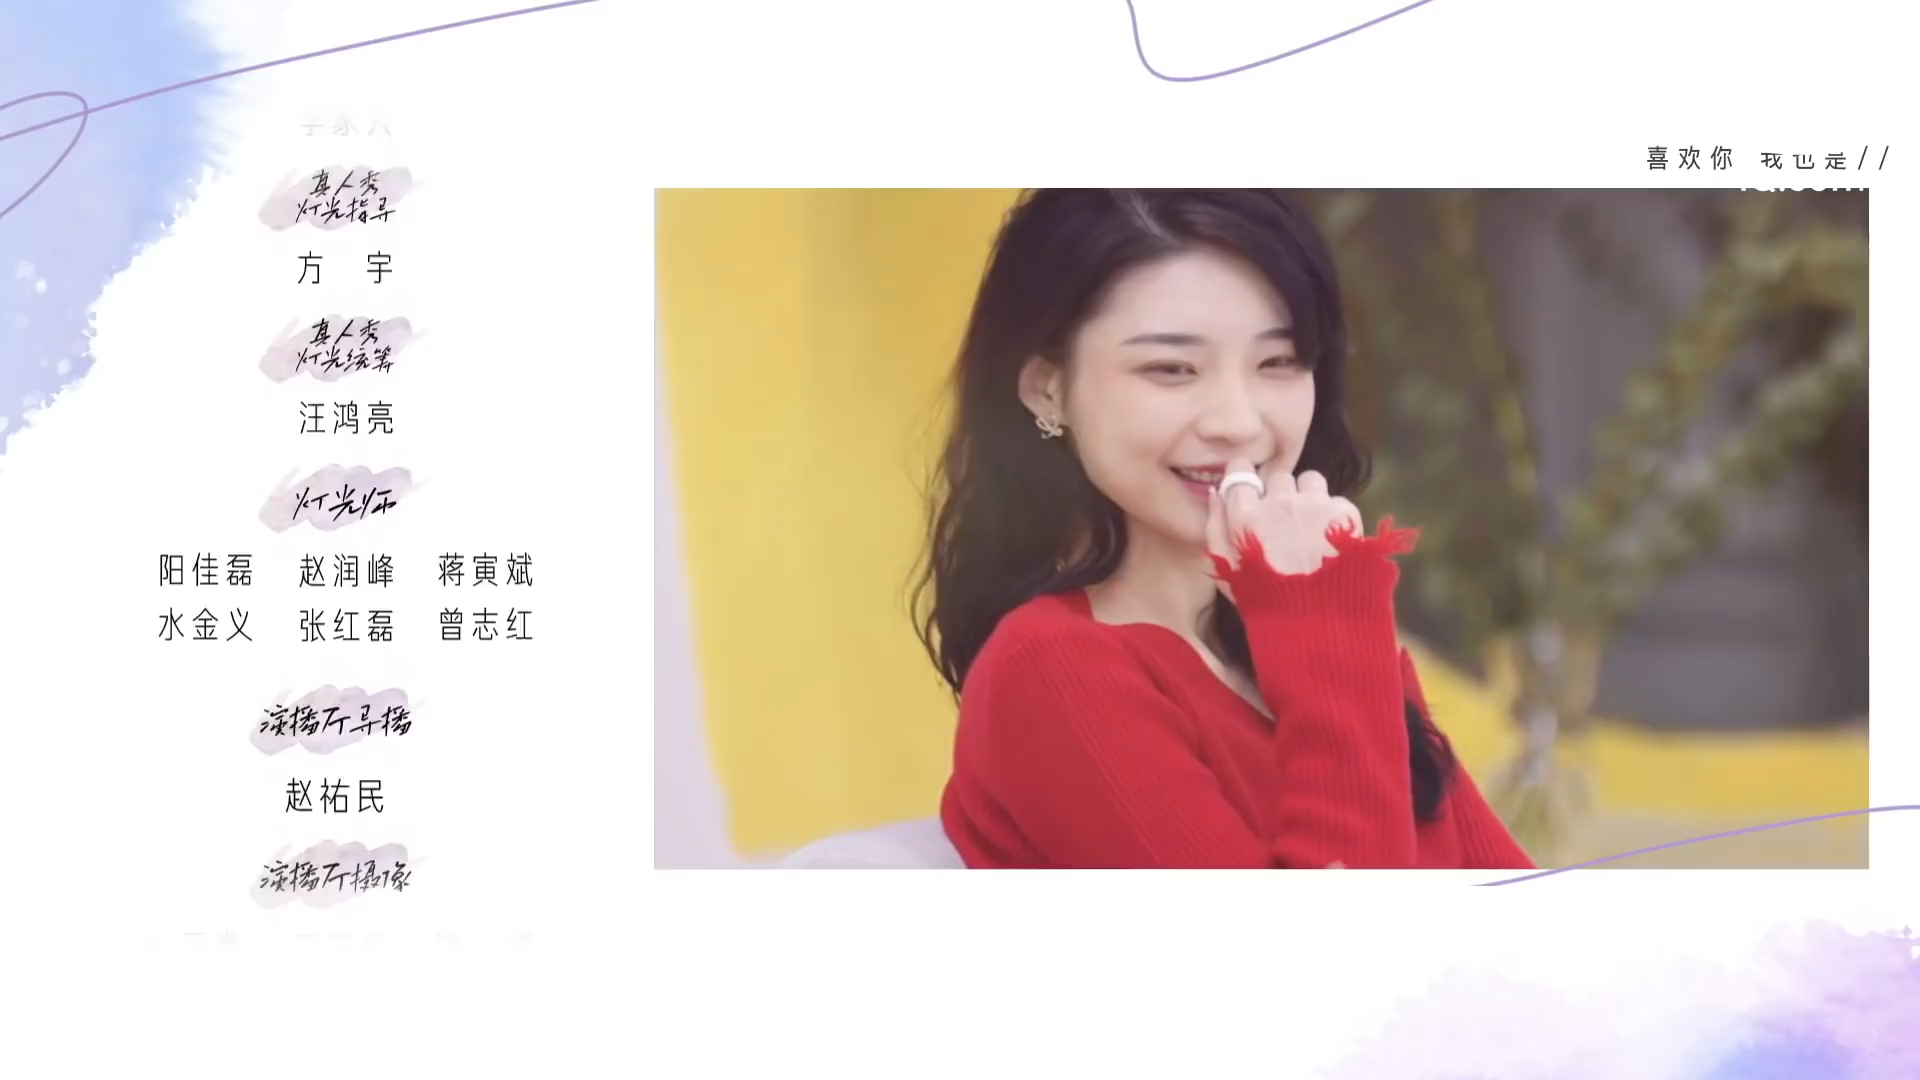 真人秀
灯光指导
方 宇
真人秀
灯光统筹
汪鸿亮
灯光师
阳佳磊 赵润峰 蒋寅斌
水金义 张红磊 曾志红
演播厅导播
赵祐民
演播厅摄像
喜欢你 我也是//